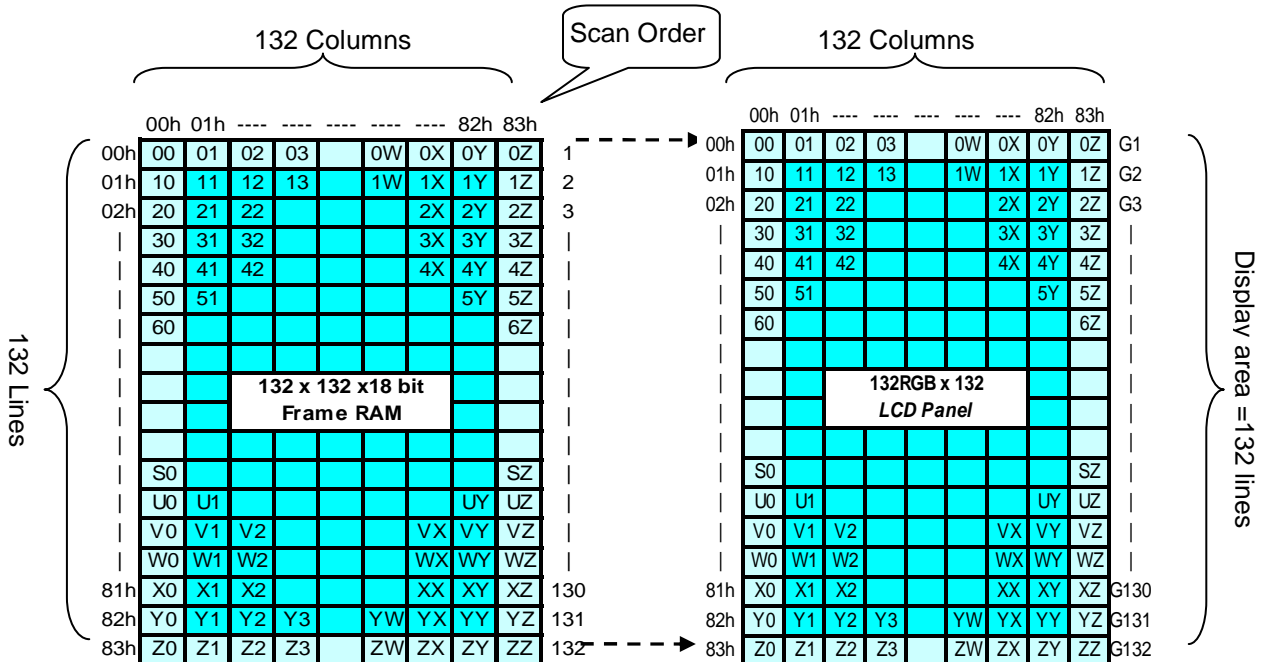 132 Columns
Scan Order
132 Columns
00h 01h ---- ---- ---- ---- ---- 82h 83h
00h 01h ---- ---- ---- ---- ---- 82h 83h
00h 00 01 02 03 0W 0X 0Y 0Z 1
00h 00 01 02 03 0W 0X 0Y 0Z G1
01h 10 11 12 13 1W 1X 1Y 1Z 2
01h 10 11 12 13 1W 1X 1Y 1Z G2
02h 20 21 22 2X 2Y 2Z 3
02h 20 21 22 2X 2Y 2Z G3
30 31 32 3X 3Y 3Z
30 31 32 3X 3Y 3Z
40 41 42 4X 4Y 4Z
40 41 42 4X 4Y 4Z
50 51 5Y 5Z
50 51 5Y 5Z
60 6Z
60 6Z
132 Lines
132 x 132 x18 bit
Frame RAM
132RGB x 132
LCD Panel
Display area =132 lines
S0 SZ
S0 SZ
U0 U1 UY UZ
U0 U1 UY UZ
V0 V1 V2 VX VY VZ
V0 V1 V2 VX VY VZ
W0 W1 W2 WX WY WZ
W0 W1 W2 WX WY WZ
81h X0 X1 X2 XX XY XZ 130
81h X0 X1 X2 XX XY XZ G130
82h Y0 Y1 Y2 Y3 YW YX YY YZ 131
82h Y0 Y1 Y2 Y3 YW YX YY YZ G131
83h Z0 Z1 Z2 Z3 ZW ZX ZY ZZ 132
83h Z0 Z1 Z2 Z3 ZW ZX ZY ZZ G132